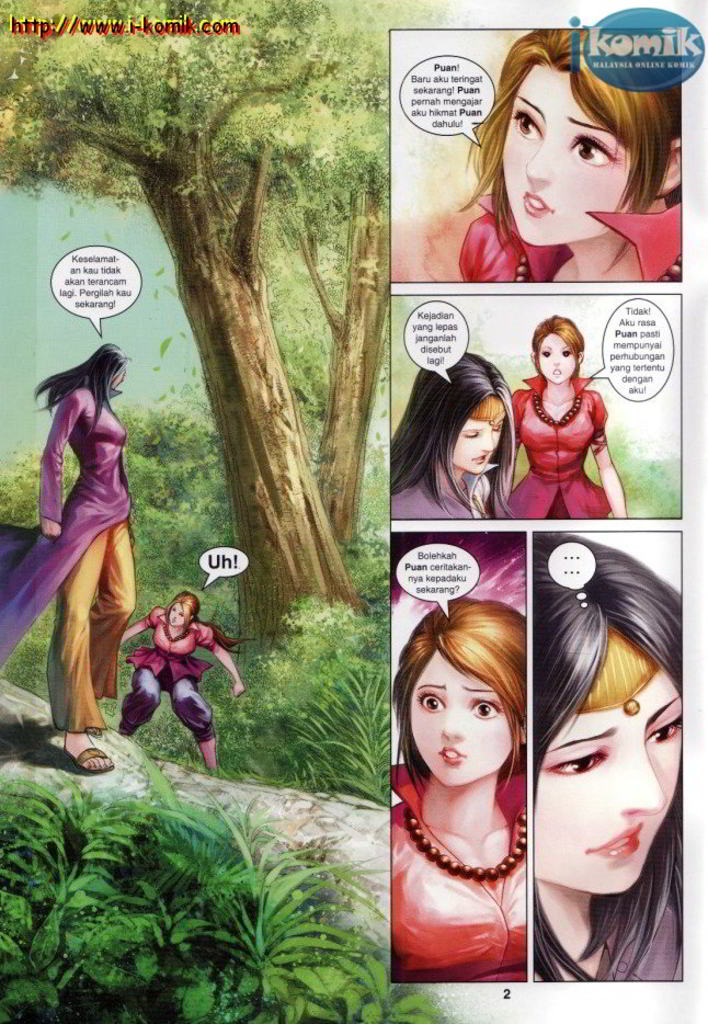 http://www.i-komik.com
ikomik
MALAYSIA ONLINE KOMIK
Keselamat-
an kau tidak
akan terancam
lagi. Pergilah kau
sekarang!
Uh!
Puan!
Baru aku teringat
sekarang! Puan
pernah mengajar
aku hikmat Puan
dahulu!
Kejadian
yang lepas
janganlah
disebut
lagi!
Tidak!
Aku rasa
Puan pasti
mempunyai
perhubungan
yang tertentu
dengan
aku!
Bolehkah
Puan ceritakan-
nya kepadaku
sekarang?
...
...
2